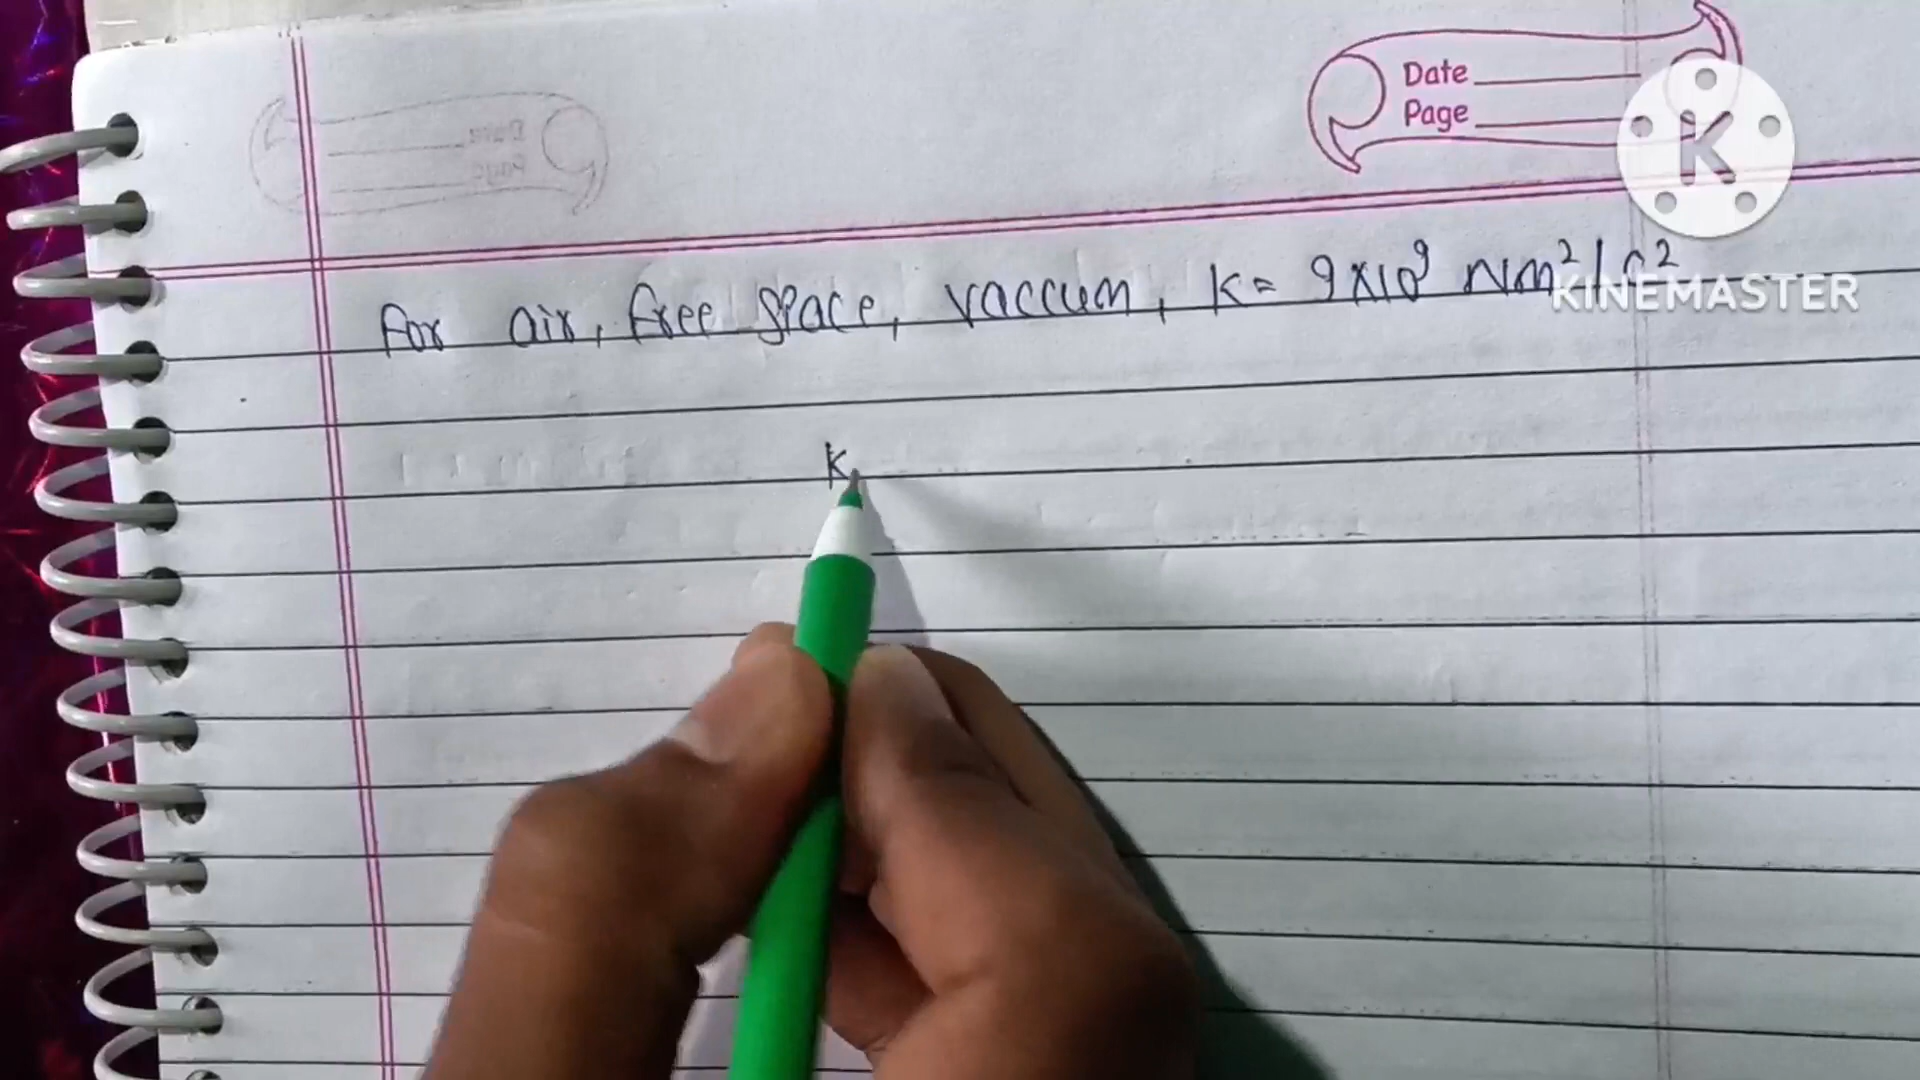 Date
Page
K
For air, free space, vaccum, K = 9x10⁹ Nm²/C²
KINEMASTER
K